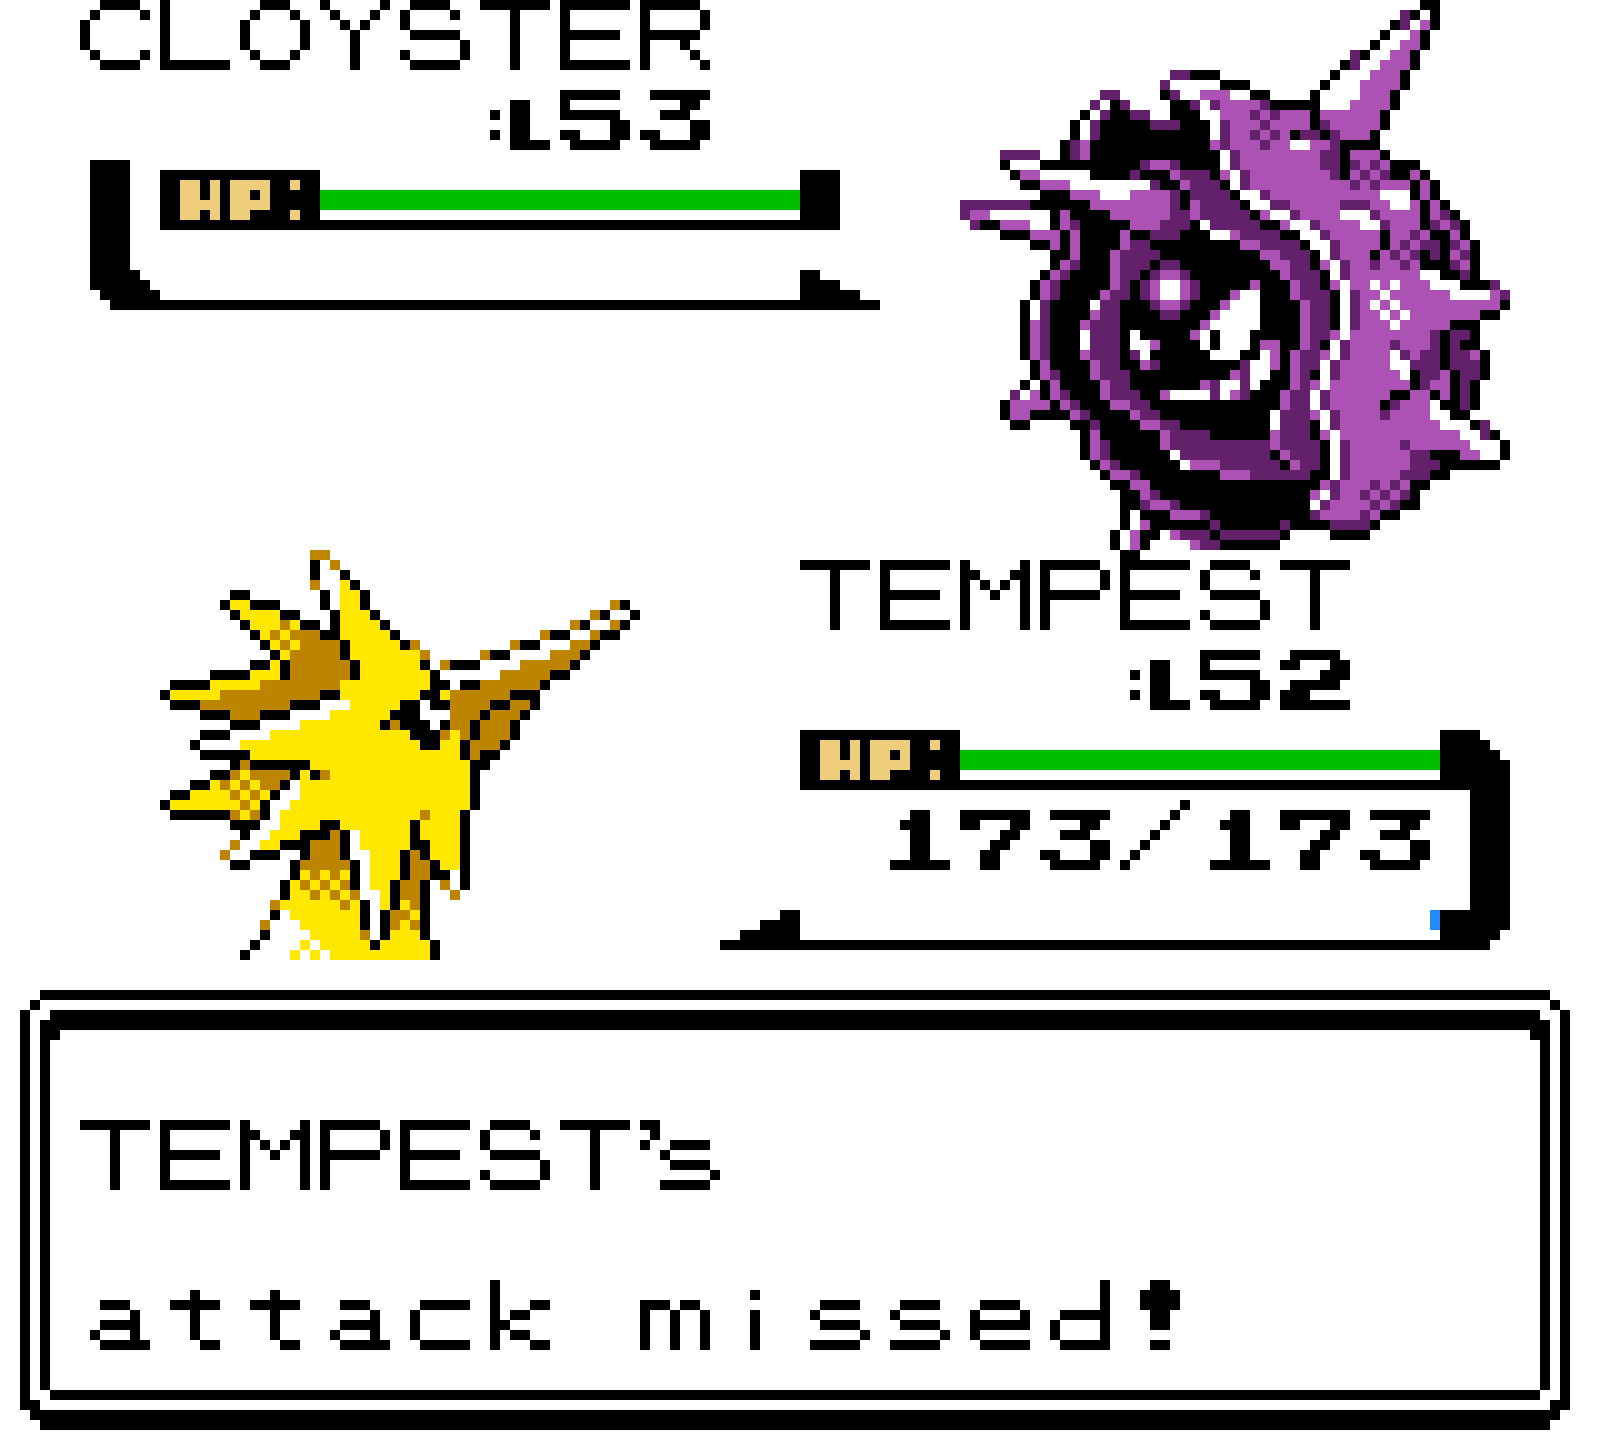 CLOYSTER
:L53
HP:
TEMPEST
:L52
HP:
173/173
TEMPEST's
attack missed!